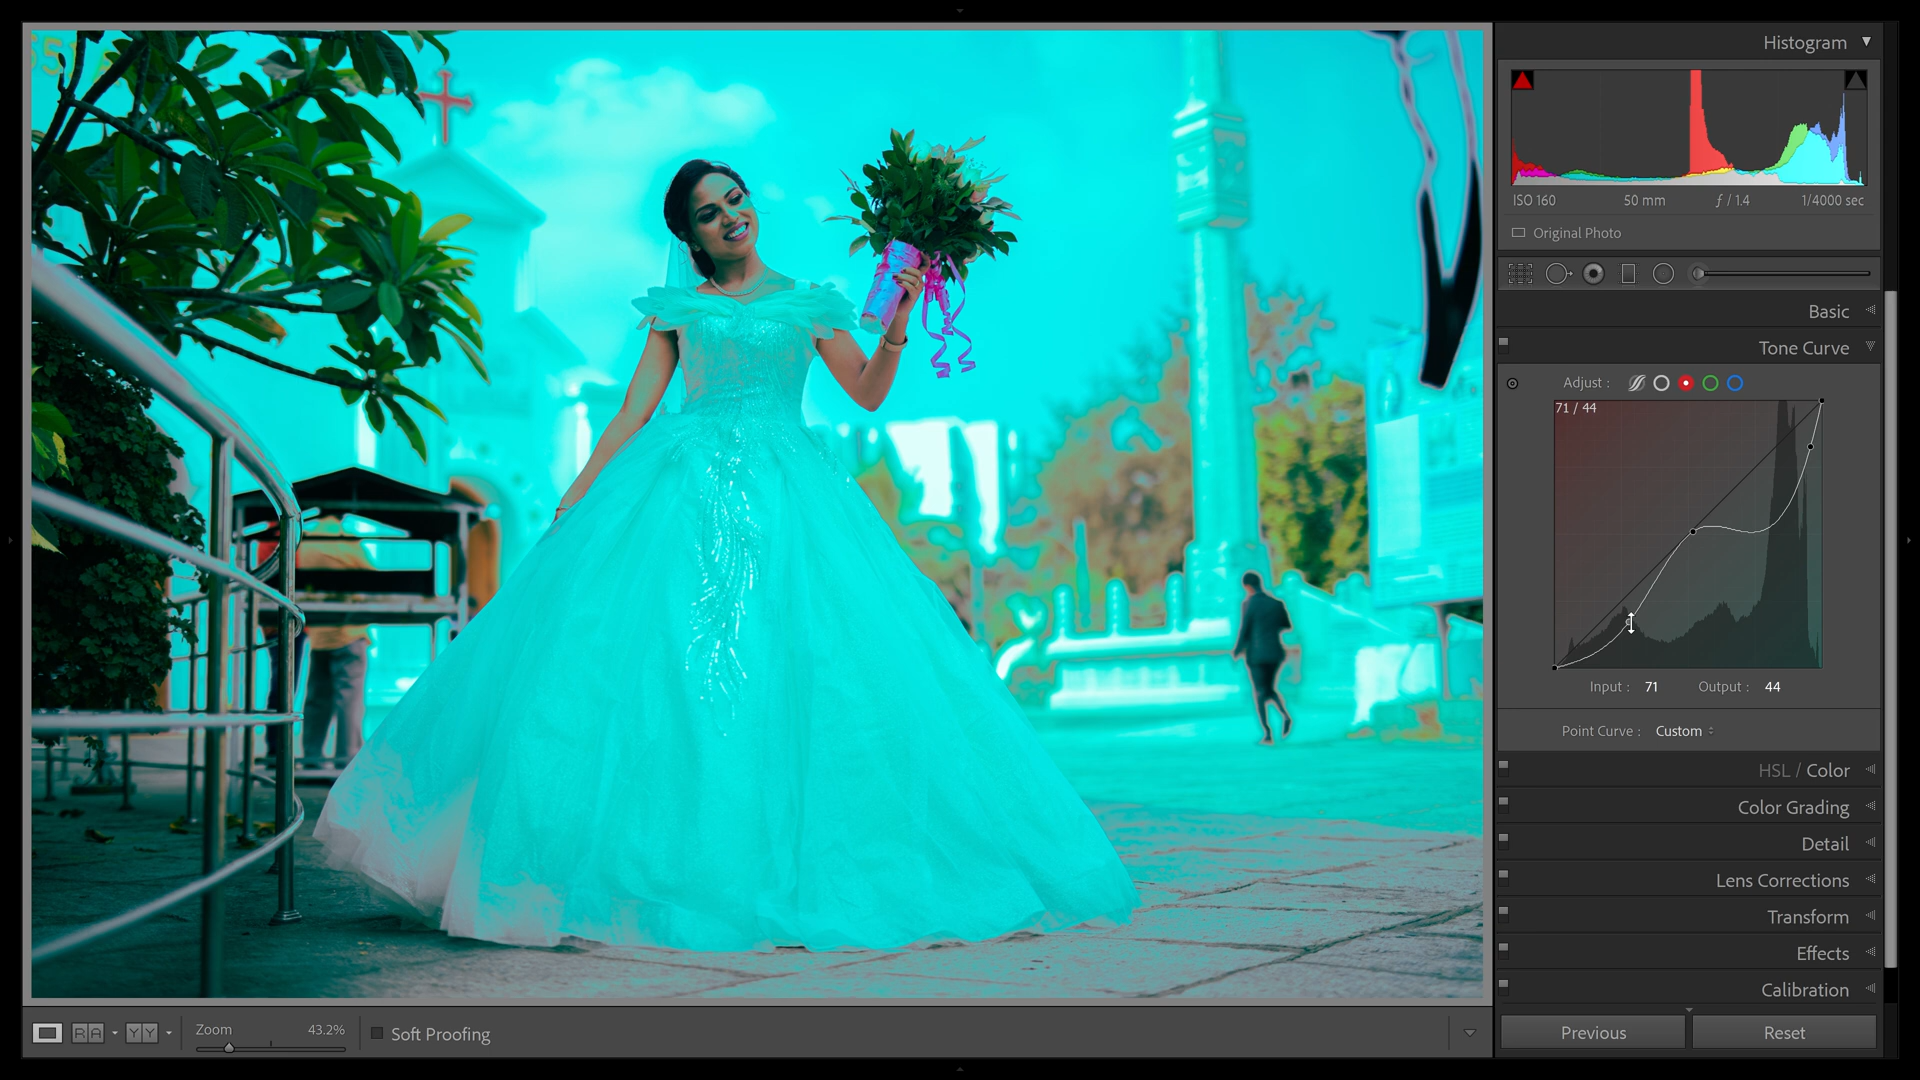 Histogram
ISO 160 50 mm ƒ / 1.4 1/4000 sec
Original Photo
Basic
Tone Curve
Adjust :
71 / 44
Input : 71 Output : 44
Point Curve : Custom
HSL / Color
Color Grading
Detail
Lens Corrections
Transform
Effects
Calibration
R A Y Y Zoom 43.2% Soft Proofing
Previous Reset